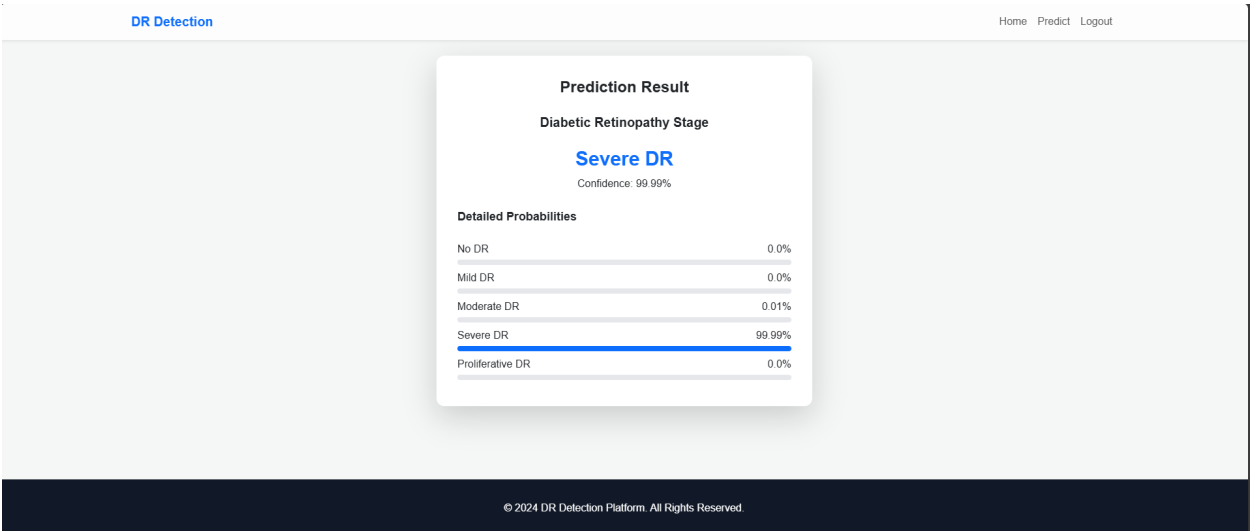 DR Detection
Home Predict Logout
Prediction Result
Diabetic Retinopathy Stage
Severe DR
Confidence: 99.99%
Detailed Probabilities
No DR 0.0%
Mild DR 0.0%
Moderate DR 0.01%
Severe DR 99.99%
Proliferative DR 0.0%
© 2024 DR Detection Platform. All Rights Reserved.